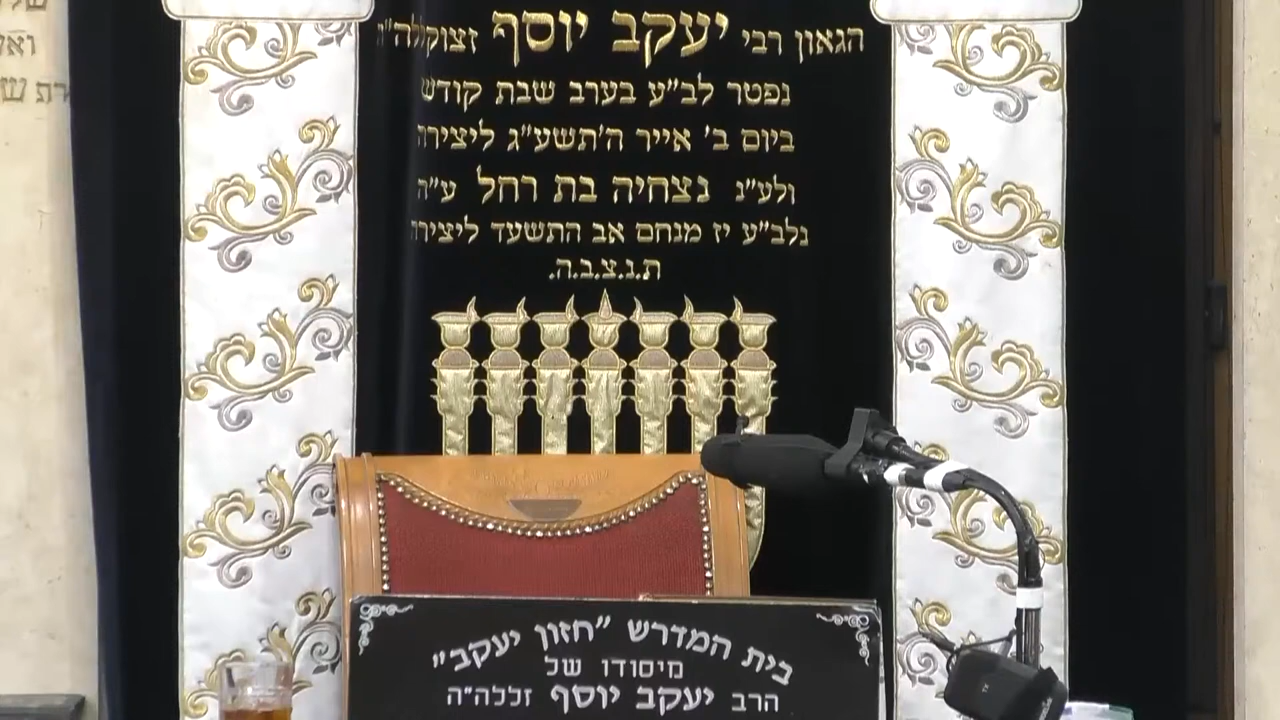 הגאון רבי יעקב יוסף זצוקללה"ה
נפטר לב"ע בערב שבת קודש
ביום ב' אייר ה'תשע"ג ליצירה
ולע"נ נצחיה בת רחל ע"ה
נלב"ע יז מנחם אב התשעד ליצירה
ת.נ.צ.ב.ה.
בית המדרש "חזון יעקב"
מיסודו של
הרב יעקב יוסף זללה"ה